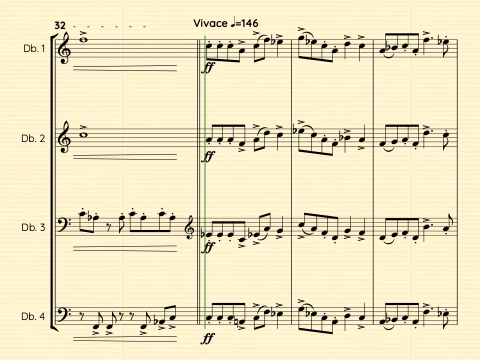 32 Vivace ♩=146
Db. 1
ff
Db. 2
ff
Db. 3
ff
Db. 4
ff